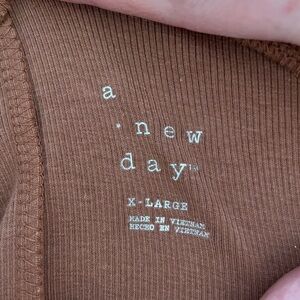 a
new
day™
X-LARGE
MADE IN VIETNAM
HECHO EN VIETNAM